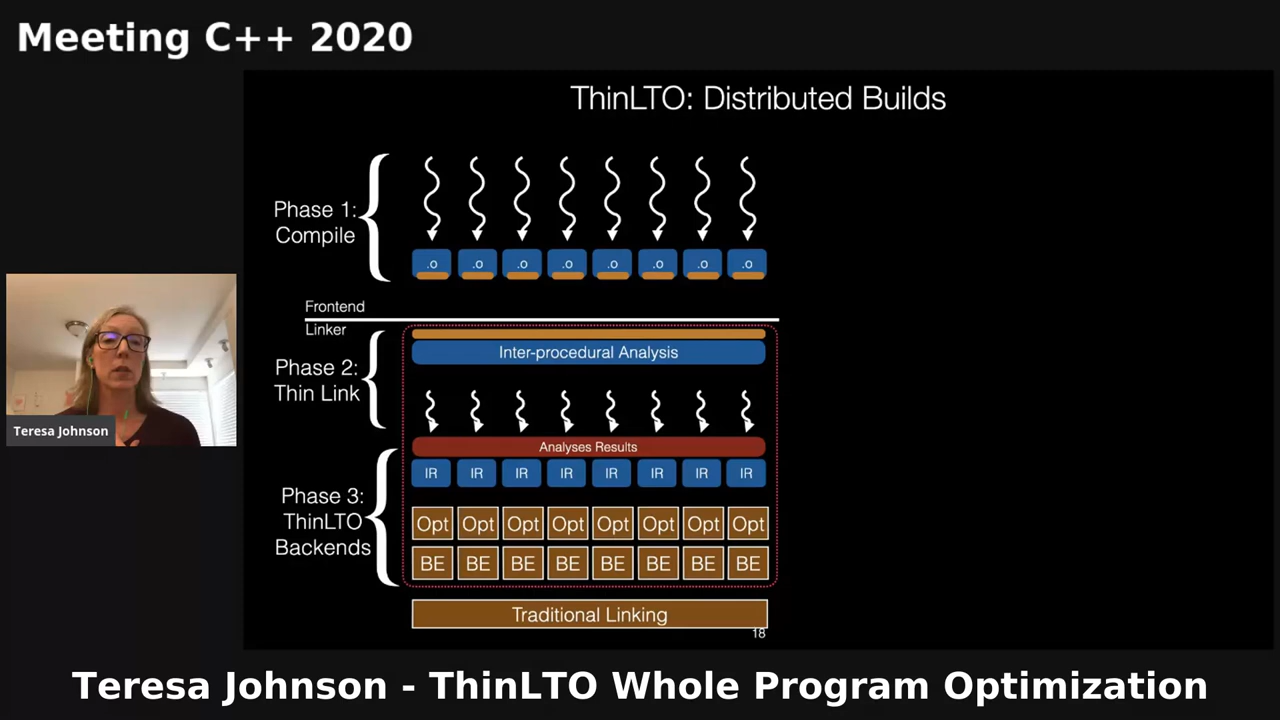 Meeting C++ 2020
ThinLTO: Distributed Builds
Phase 1:
Compile
.o .o .o .o .o .o .o .o
Frontend
Linker
Phase 2:
Thin Link
Inter-procedural Analysis
Analyses Results
IR IR IR IR IR IR IR IR
Phase 3:
ThinLTO
Backends
Opt Opt Opt Opt Opt Opt Opt Opt
BE BE BE BE BE BE BE BE
Traditional Linking
18
Teresa Johnson
Teresa Johnson - ThinLTO Whole Program Optimization